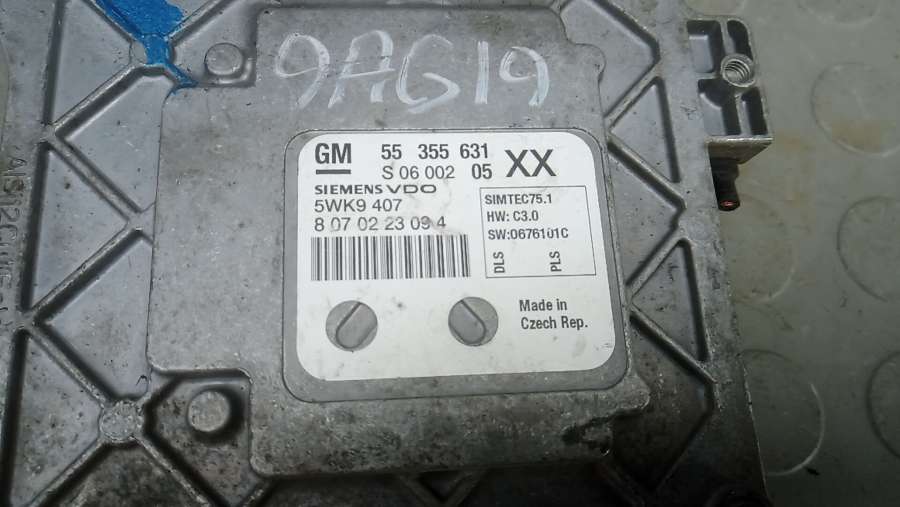 9AG19
GM 55 355 631 XX
S 06 002 05
SIEMENS VDO
5WK9 407
8 07 02 23 09 4
SIMTEC75.1
HW: C3.0
SW:0676101C
DLS PLS
Made in
Czech Rep.